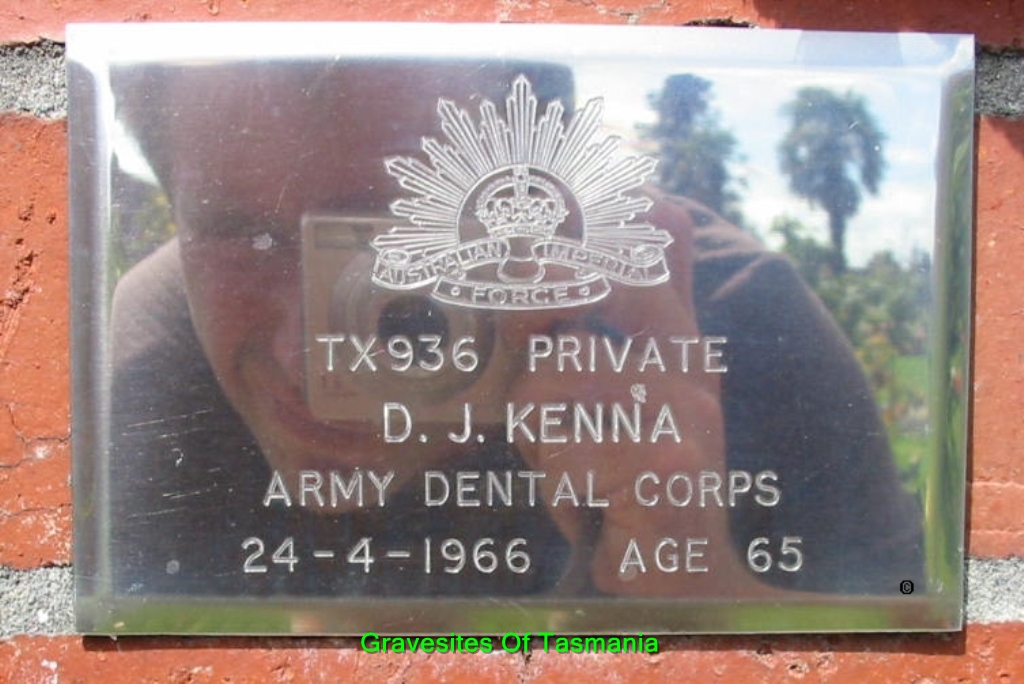 AUSTRALIAN IMPERIAL
FORCE
TX936 PRIVATE
D. J. KENNA
ARMY DENTAL CORPS
24-4-1966 AGE 65
©
Gravesites Of Tasmania